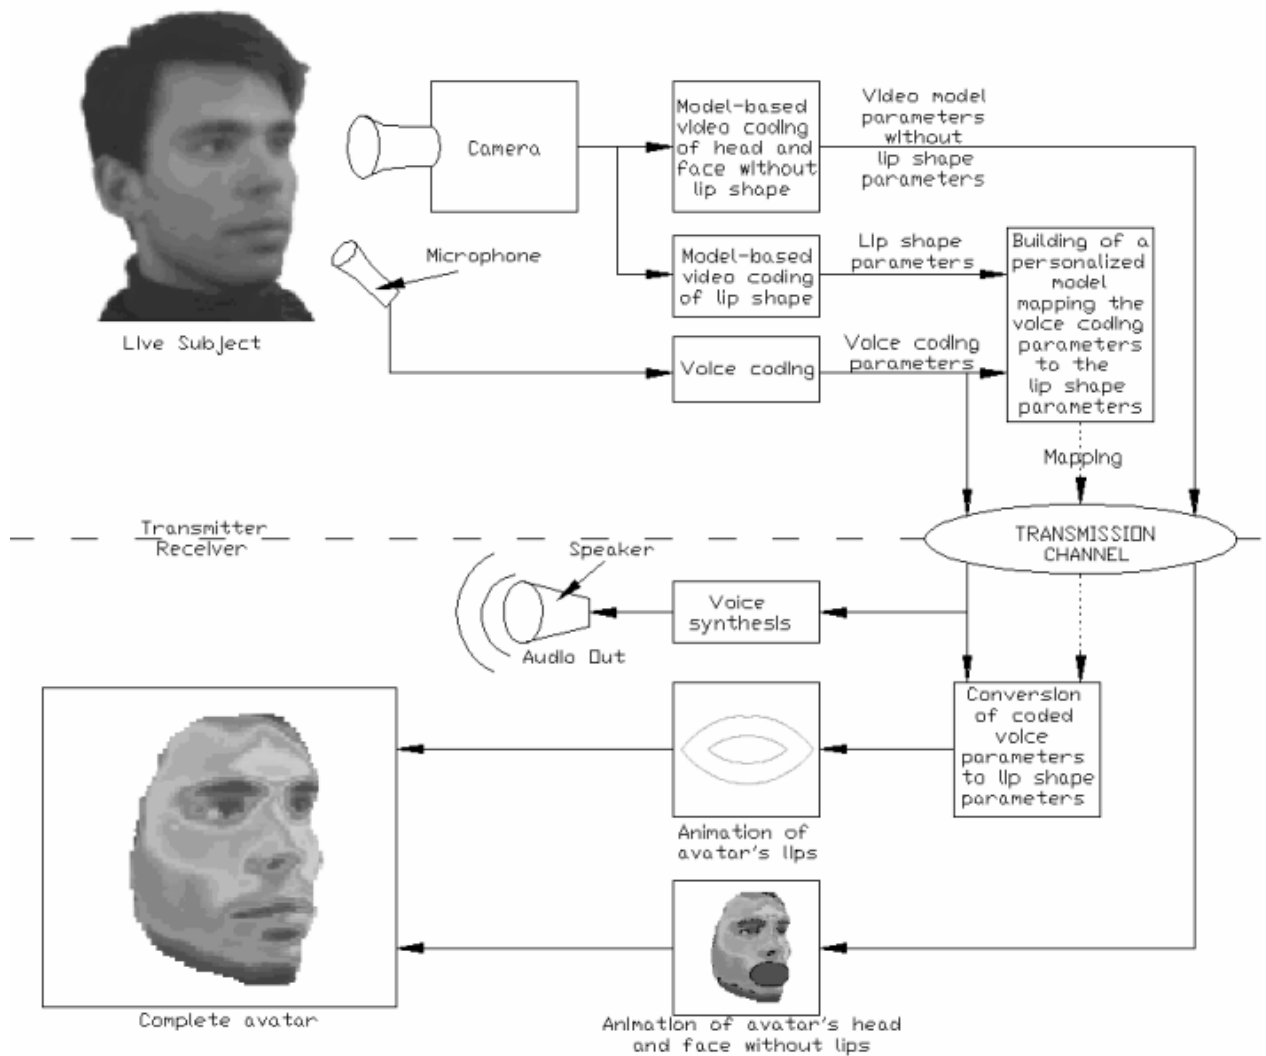 Camera
Model-based
video coding
of head and
face without
lip shape
Video model
parameters
without
lip shape
parameters
Microphone
Model-based
video coding
of lip shape
Lip shape
parameters
Building of a
personalized
model
mapping the
voice coding
parameters
to the
lip shape
parameters
Live Subject
Voice coding
Voice coding
parameters
Mapping
Transmitter
Receiver
TRANSMISSION
CHANNEL
Speaker
Audio Out
Voice
synthesis
Conversion
of coded
voice
parameters
to lip shape
parameters
Animation of
avatar's lips
Complete avatar
Animation of avatar's head
and face without lips